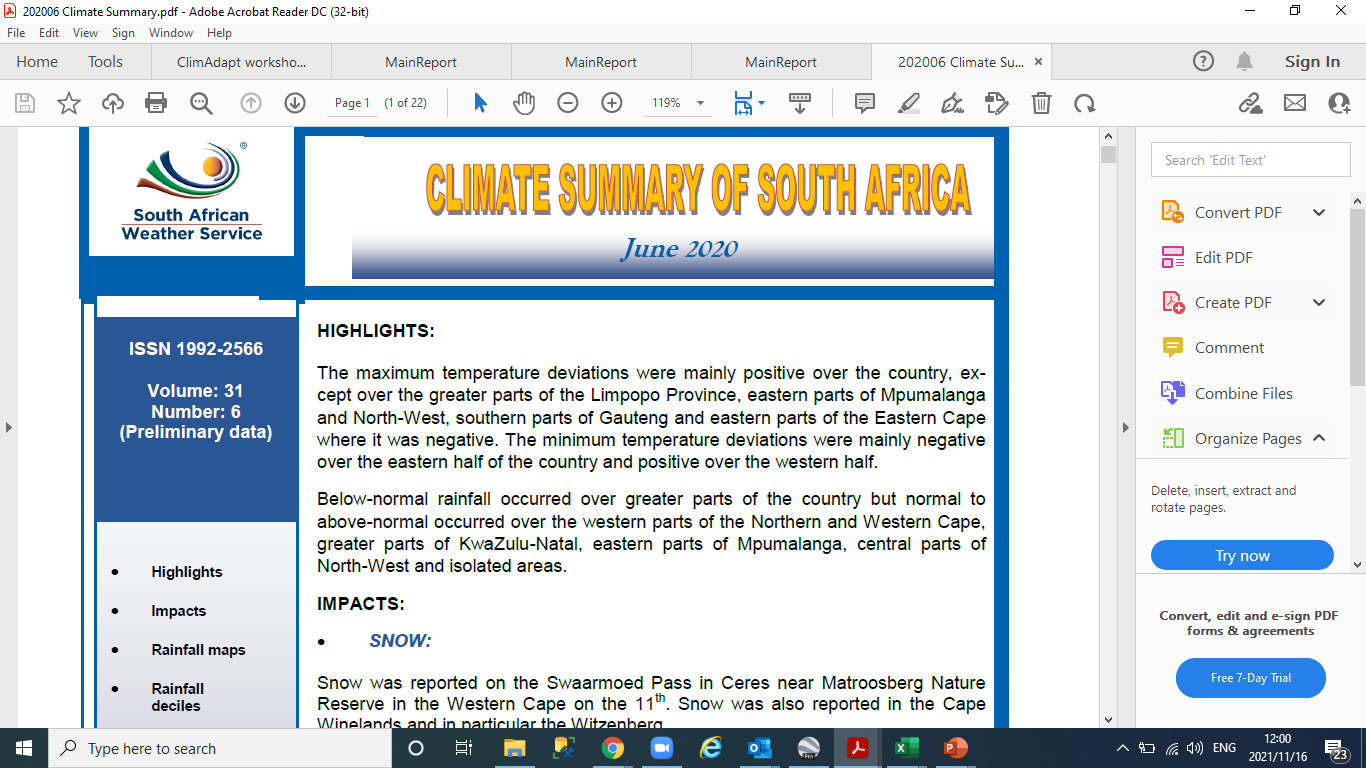 202006 Climate Summary.pdf - Adobe Acrobat Reader DC (32-bit)
File Edit View Sign Window Help
Home Tools ClimAdapt worksho... MainReport MainReport MainReport 202006 Climate Su... × ? Sign In
Page 1 (1 of 22) 119%
®
South African
Weather Service
CLIMATE SUMMARY OF SOUTH AFRICA
June 2020
ISSN 1992-2566
Volume: 31
Number: 6
(Preliminary data)
• Highlights
• Impacts
• Rainfall maps
• Rainfall
deciles
HIGHLIGHTS:
The maximum temperature deviations were mainly positive over the country, ex-
cept over the greater parts of the Limpopo Province, eastern parts of Mpumalanga
and North-West, southern parts of Gauteng and eastern parts of the Eastern Cape
where it was negative. The minimum temperature deviations were mainly negative
over the eastern half of the country and positive over the western half.
Below-normal rainfall occurred over greater parts of the country but normal to
above-normal occurred over the western parts of the Northern and Western Cape,
greater parts of KwaZulu-Natal, eastern parts of Mpumalanga, central parts of
North-West and isolated areas.
IMPACTS:
• SNOW:
Snow was reported on the Swaarmoed Pass in Ceres near Matroosberg Nature
Reserve in the Western Cape on the 11th. Snow was also reported in the Cape
Winelands and in particular the Witzenberg.
Search 'Edit Text'
Convert PDF
Edit PDF
Create PDF
Comment
Combine Files
Organize Pages
Delete, insert, extract and
rotate pages.
Try now
Convert, edit and e-sign PDF
forms & agreements
Free 7-Day Trial
Type here to search
ENG
12:00
2021/11/16
23